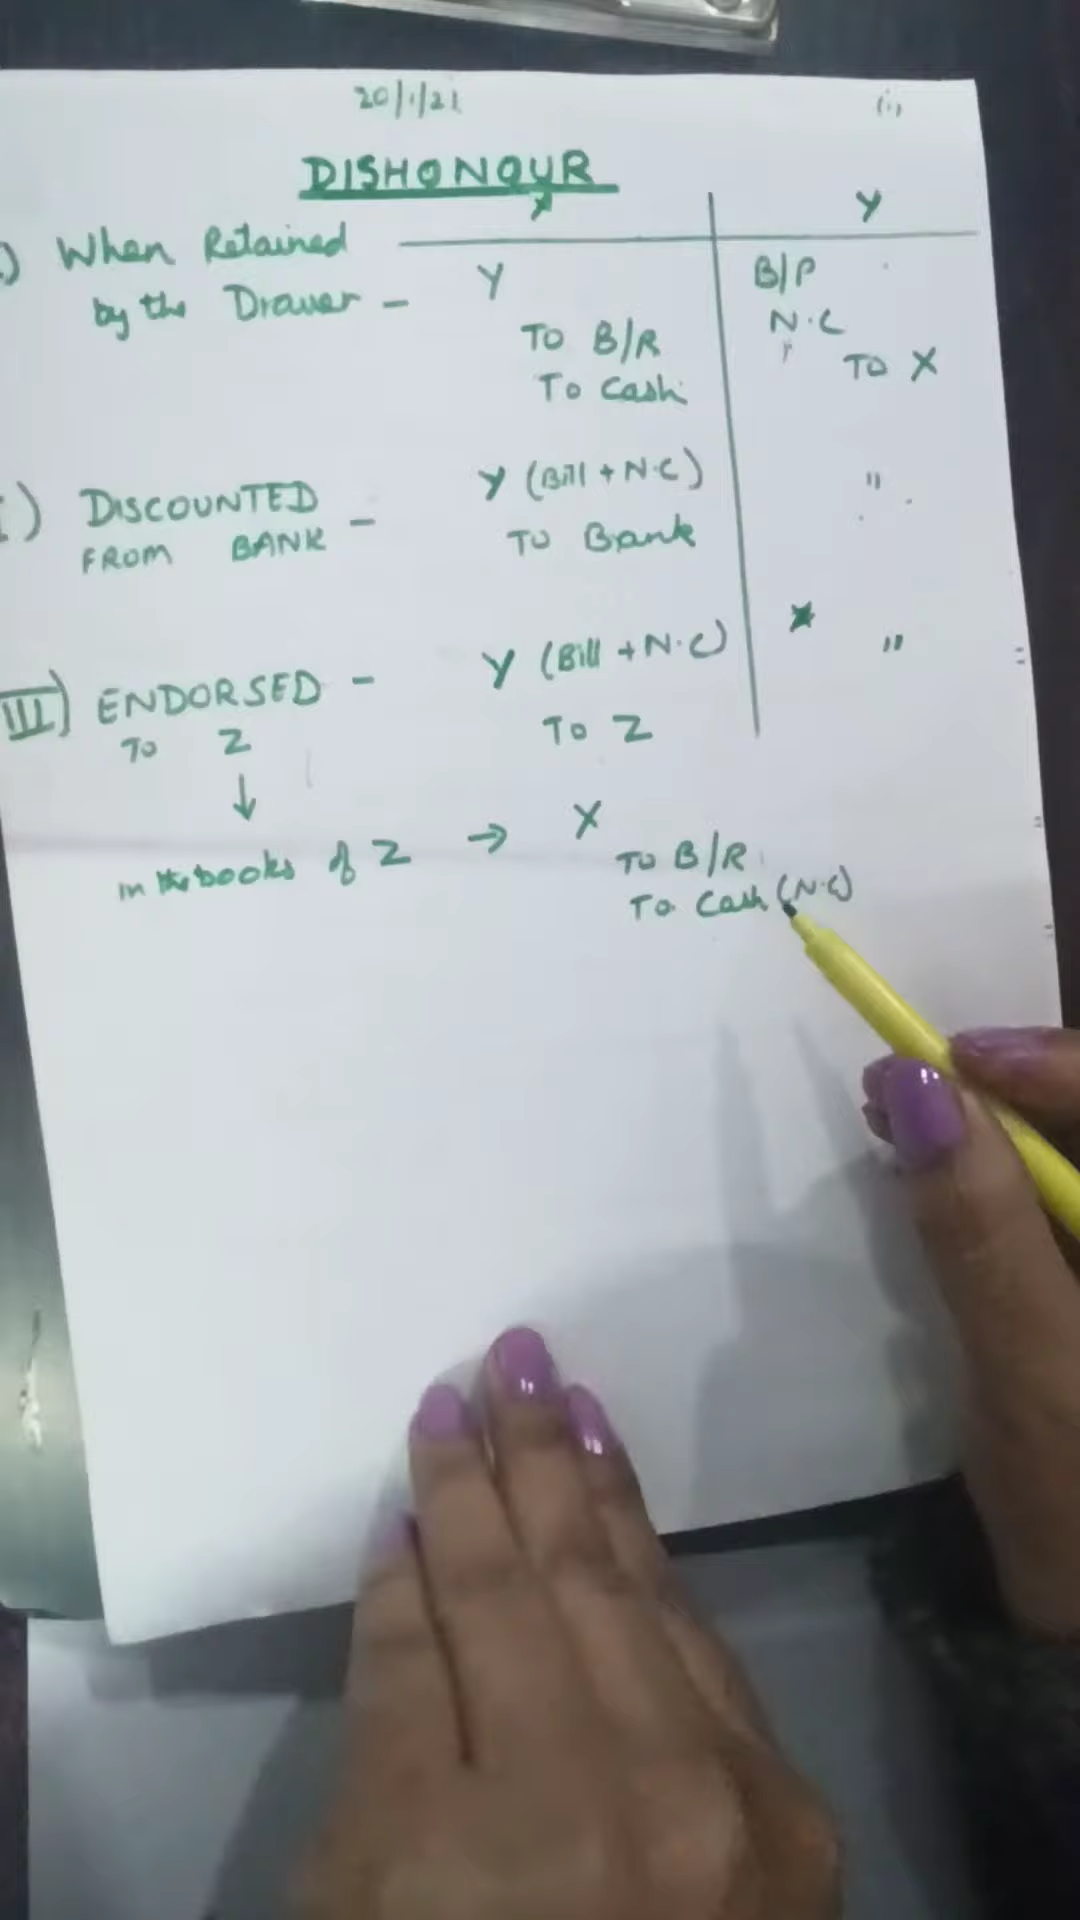 20/1/21 (1)
DISHONOUR
X Y
) When Retained
by the Drawer - Y B/P
To B/R N.C
To Cash To X
) DISCOUNTED - Y (Bill + N.C) "
FROM BANK To Bank
III) ENDORSED - Y (Bill + N.C) "
To Z To Z
↓
in the books of Z → X
To B/R
To Cash (N.C)